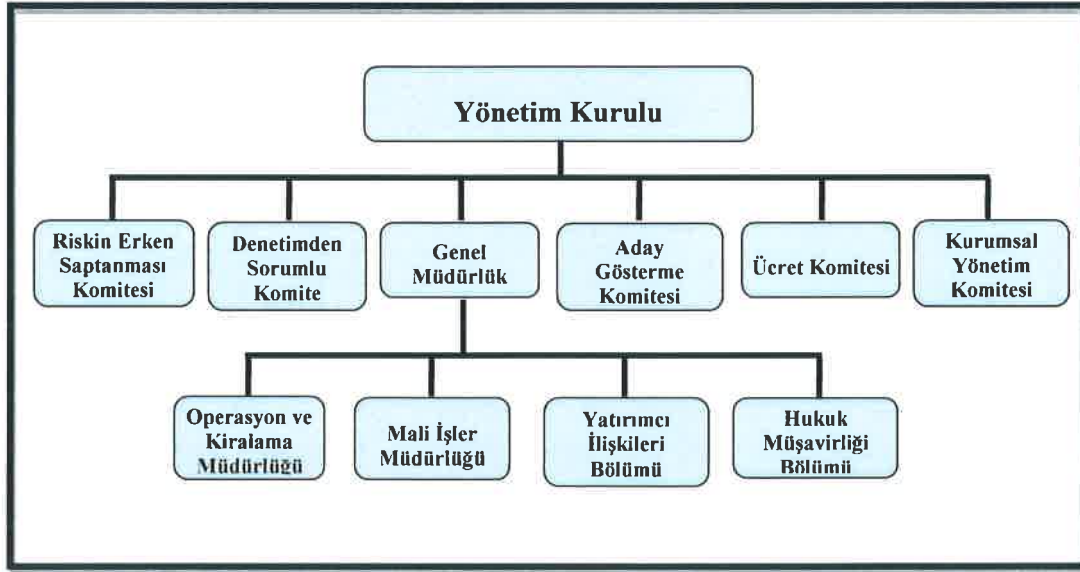 Yönetim Kurulu
Riskin Erken
Saptanması
Komitesi
Denetimden
Sorumlu
Komite
Genel
Müdürlük
Aday
Gösterme
Komitesi
Ücret Komitesi
Kurumsal
Yönetim
Komitesi
Operasyon ve
Kiralama
Müdürlüğü
Mali İşler
Müdürlüğü
Yatırımcı
İlişkileri
Bölümü
Hukuk
Müşavirliği
Bölümü